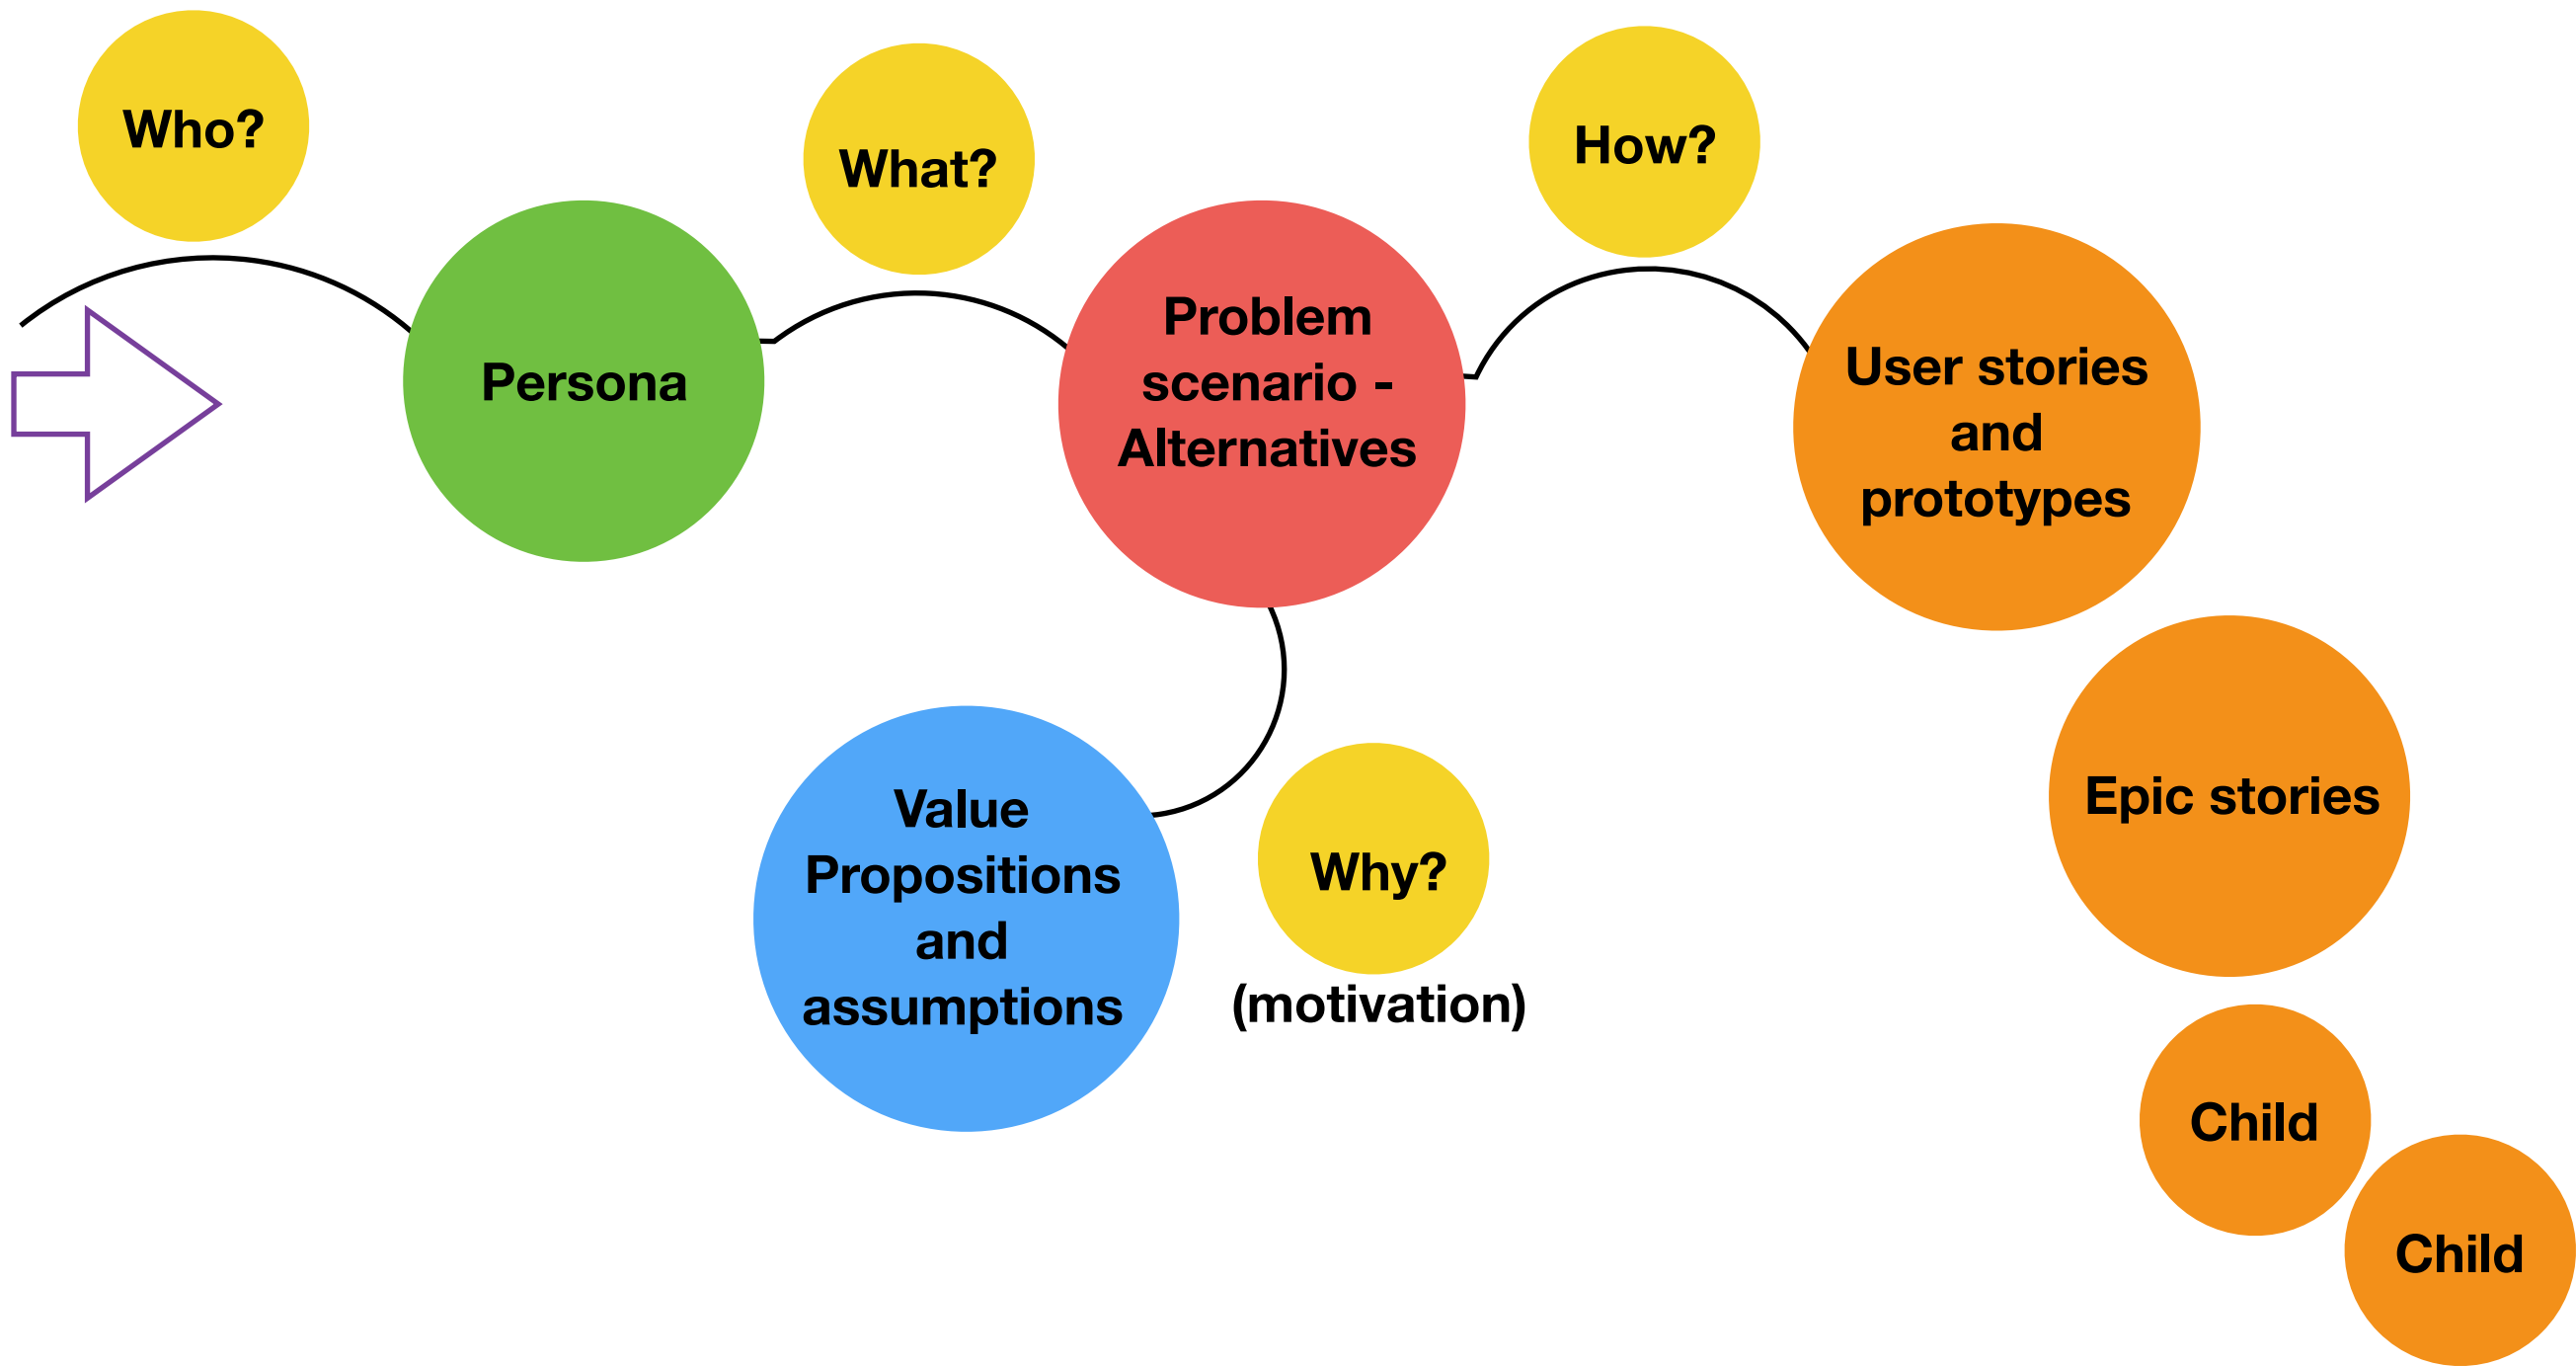 Who?
What?
How?
Persona
Problem
scenario -
Alternatives
User stories
and
prototypes
Value
Propositions
and
assumptions
Why?
(motivation)
Epic stories
Child
Child